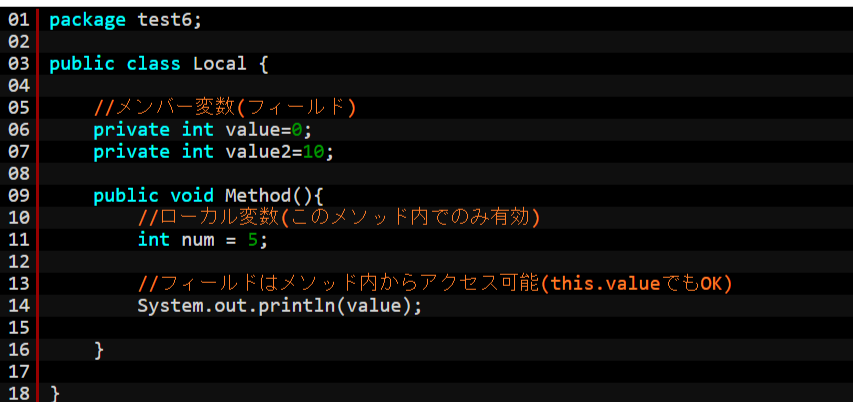 01 package test6;
02
03 public class Local {
04
05     //メンバー変数(フィールド)
06     private int value=0;
07     private int value2=10;
08
09     public void Method(){
10         //ローカル変数(このメソッド内でのみ有効)
11         int num = 5;
12
13         //フィールドはメソッド内からアクセス可能(this.valueでもOK)
14         System.out.println(value);
15
16     }
17
18 }